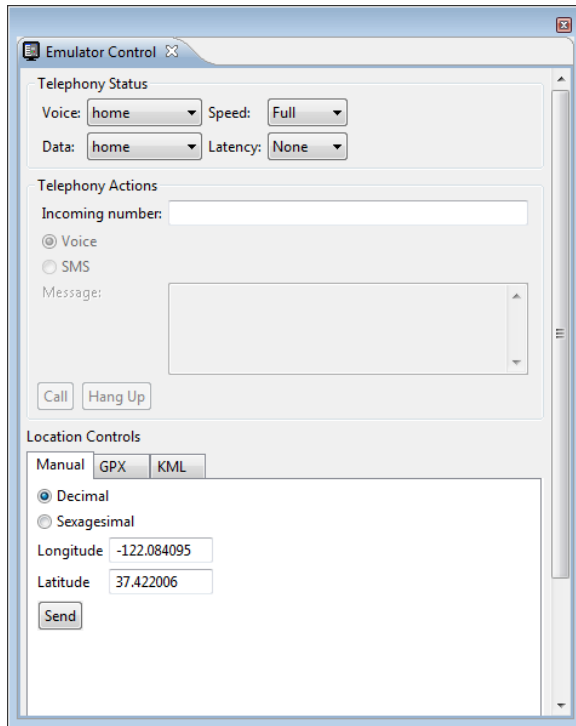 Emulator Control
Telephony Status
Voice: home Speed: Full
Data: home Latency: None
Telephony Actions
Incoming number:
Voice
SMS
Message:
Call Hang Up
Location Controls
Manual GPX KML
Decimal
Sexagesimal
Longitude -122.084095
Latitude 37.422006
Send